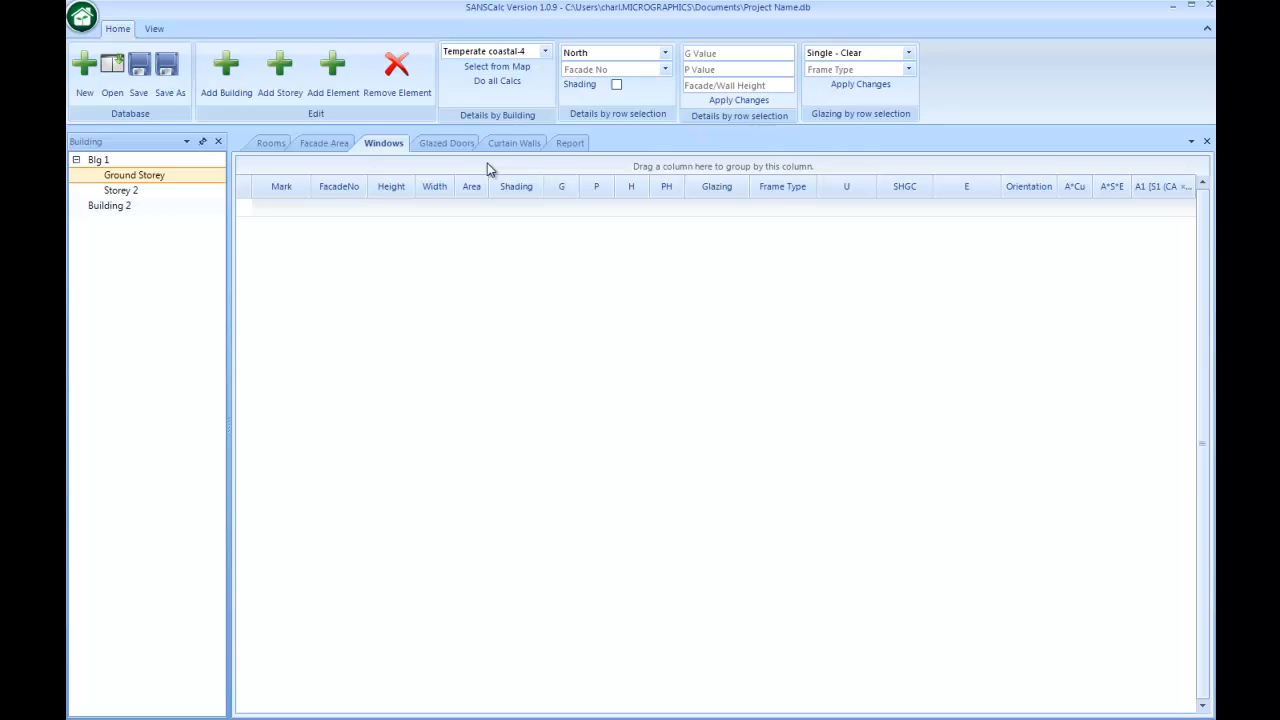 SANSCalc Version 1.0.9 - C:\Users\charl.MICROGRAPHICS\Documents\Project Name.db
Home View
New Open Save Save As
Database
Add Building Add Storey Add Element Remove Element
Edit
Temperate coastal-4
Select from Map
Do all Calcs
Details by Building
North
Facade No
Shading
Details by row selection
G Value
P Value
Facade/Wall Height
Apply Changes
Details by row selection
Single - Clear
Frame Type
Apply Changes
Glazing by row selection
Building
Blg 1
Ground Storey
Storey 2
Building 2
Rooms Facade Area Windows Glazed Doors Curtain Walls Report
Drag a column here to group by this column.
Mark FacadeNo Height Width Area Shading G P H PH Glazing Frame Type U SHGC E Orientation A*Cu A*S*E A1 [S1 (CA ×...